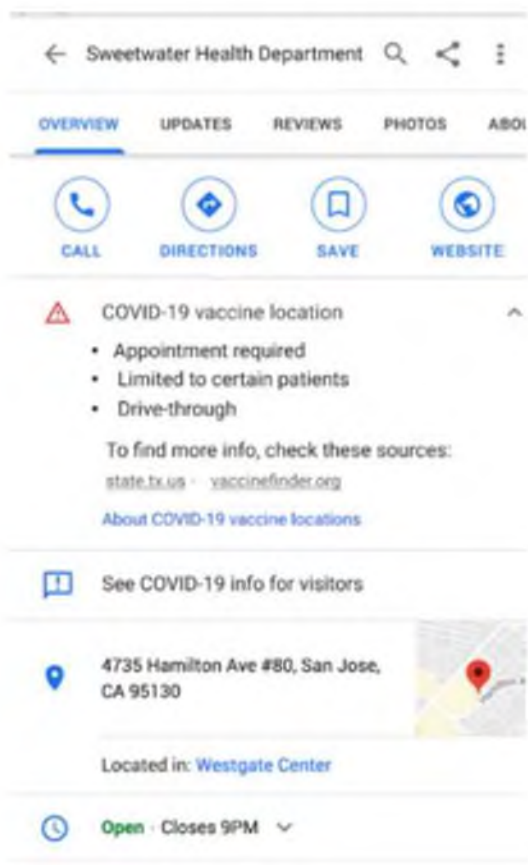 Sweetwater Health Department
OVERVIEW UPDATES REVIEWS PHOTOS ABOU
CALL DIRECTIONS SAVE WEBSITE
COVID-19 vaccine location
• Appointment required
• Limited to certain patients
• Drive-through
To find more info, check these sources:
state.tx.us · vaccinefinder.org
About COVID-19 vaccine locations
See COVID-19 info for visitors
4735 Hamilton Ave #80, San Jose,
CA 95130
Located in: Westgate Center
Open · Closes 9PM